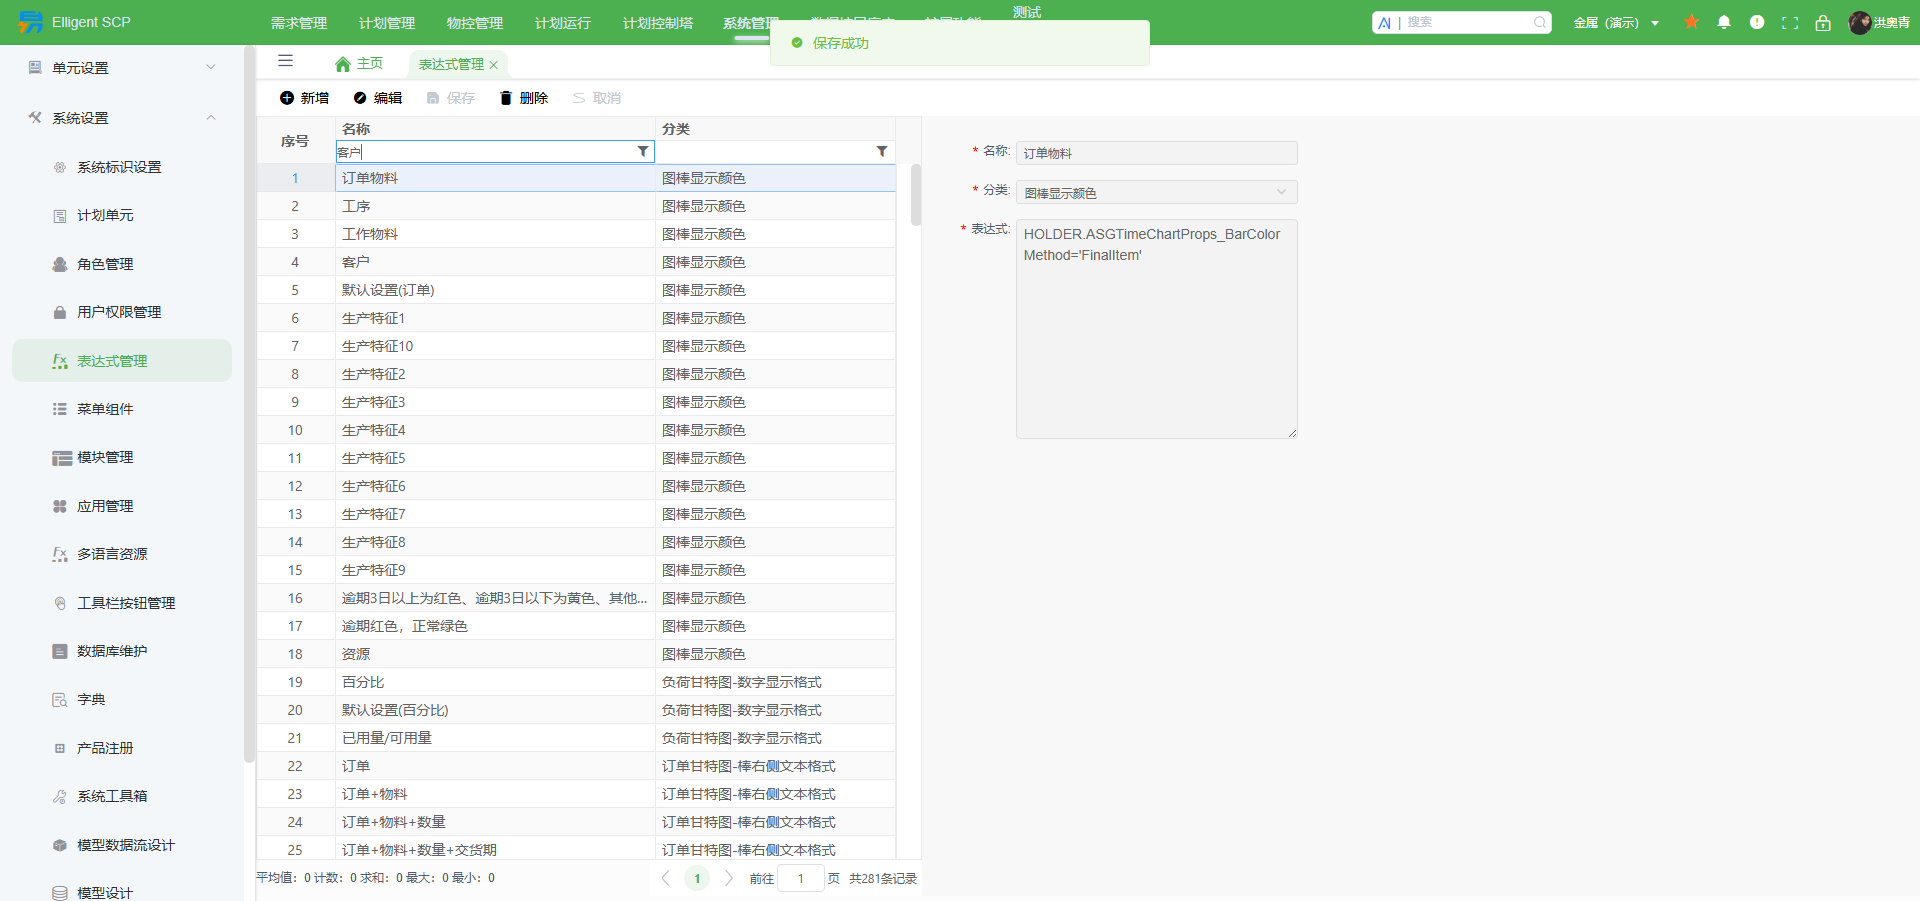 Elligent SCP
需求管理
计划管理
物控管理
计划运行
计划控制塔
系统管理
测试
AI | 搜索
金属（演示）
洪奥青
保存成功
单元设置
系统设置
系统标识设置
计划单元
角色管理
用户权限管理
表达式管理
菜单组件
模块管理
应用管理
多语言资源
工具栏按钮管理
数据库维护
字典
产品注册
系统工具箱
模型数据流设计
模型设计
主页
表达式管理
新增
编辑
保存
删除
取消
序号 名称 分类
客户
1 订单物料 图棒显示颜色
2 工序 图棒显示颜色
3 工作物料 图棒显示颜色
4 客户 图棒显示颜色
5 默认设置(订单) 图棒显示颜色
6 生产特征1 图棒显示颜色
7 生产特征10 图棒显示颜色
8 生产特征2 图棒显示颜色
9 生产特征3 图棒显示颜色
10 生产特征4 图棒显示颜色
11 生产特征5 图棒显示颜色
12 生产特征6 图棒显示颜色
13 生产特征7 图棒显示颜色
14 生产特征8 图棒显示颜色
15 生产特征9 图棒显示颜色
16 逾期3日以上为红色、逾期3日以下为黄色、其他... 图棒显示颜色
17 逾期红色，正常绿色 图棒显示颜色
18 资源 图棒显示颜色
19 百分比 负荷甘特图-数字显示格式
20 默认设置(百分比) 负荷甘特图-数字显示格式
21 已用量/可用量 负荷甘特图-数字显示格式
22 订单 订单甘特图-棒右侧文本格式
23 订单+物料 订单甘特图-棒右侧文本格式
24 订单+物料+数量 订单甘特图-棒右侧文本格式
25 订单+物料+数量+交货期 订单甘特图-棒右侧文本格式
平均值：0 计数：0 求和：0 最大：0 最小：0
1
前往 1 页 共281条记录
* 名称: 订单物料
* 分类: 图棒显示颜色
* 表达式: HOLDER.ASGTimeChartProps_BarColor
Method='FinalItem'